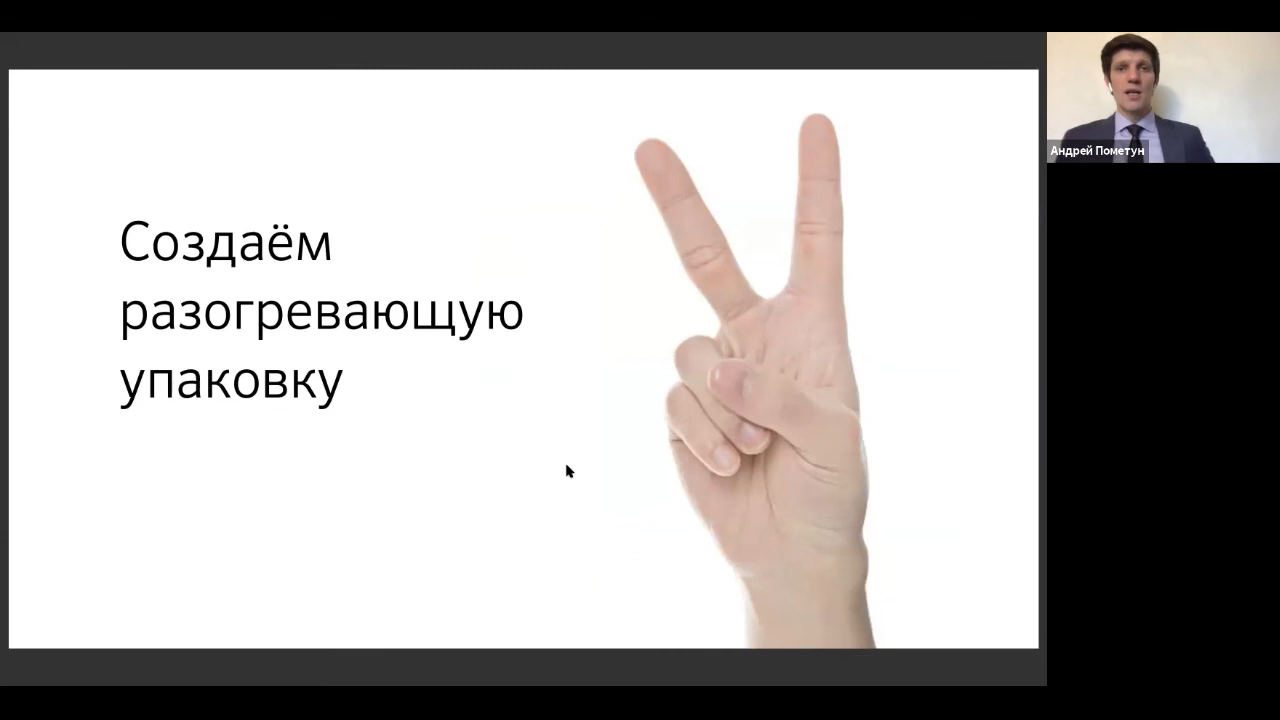 Создаём
разогревающую
упаковку
Андрей Пометун